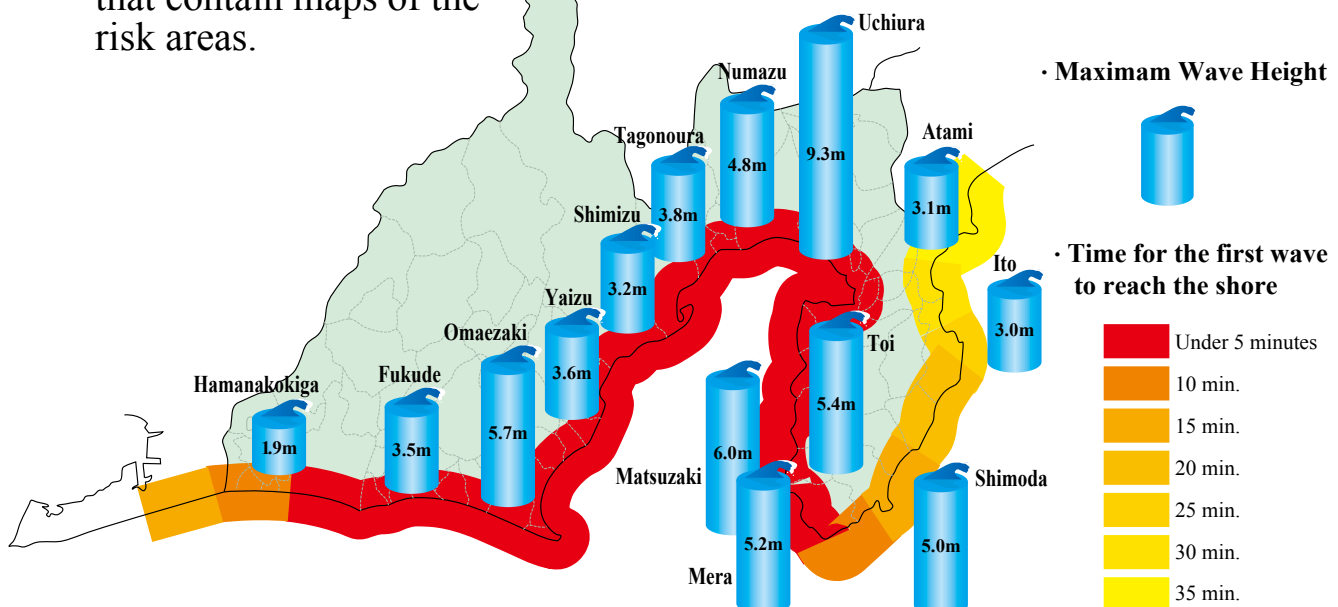 that contain maps of the
risk areas.
Uchiura
Numazu
· Maximam Wave Height
Tagonoura
Atami
4.8m
9.3m
Shimizu
3.8m
3.1m
· Time for the first wave
to reach the shore
Ito
Yaizu
3.2m
3.0m
Omaezaki
Toi
Under 5 minutes
Hamanakokiga
Fukude
3.6m
10 min.
5.4m
15 min.
1.9m
3.5m
5.7m
6.0m
20 min.
Matsuzaki
Shimoda
25 min.
5.2m
5.0m
30 min.
Mera
35 min.